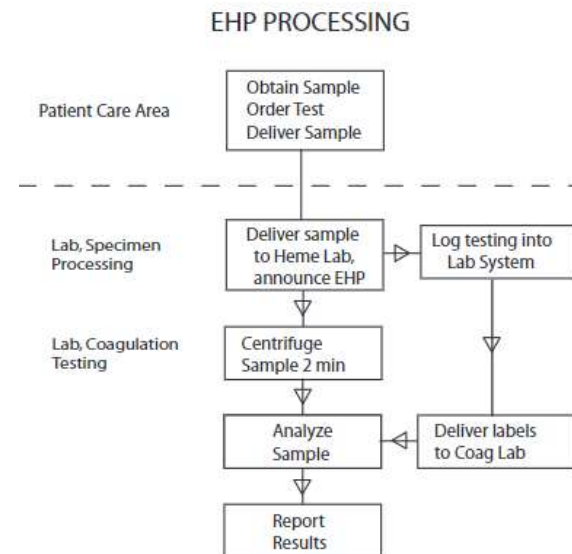 EHP PROCESSING
Patient Care Area
Obtain Sample
Order Test
Deliver Sample
Lab, Specimen
Processing
Deliver sample
to Heme Lab,
announce EHP
Log testing into
Lab System
Lab, Coagulation
Testing
Centrifuge
Sample 2 min
Analyze
Sample
Deliver labels
to Coag Lab
Report
Results